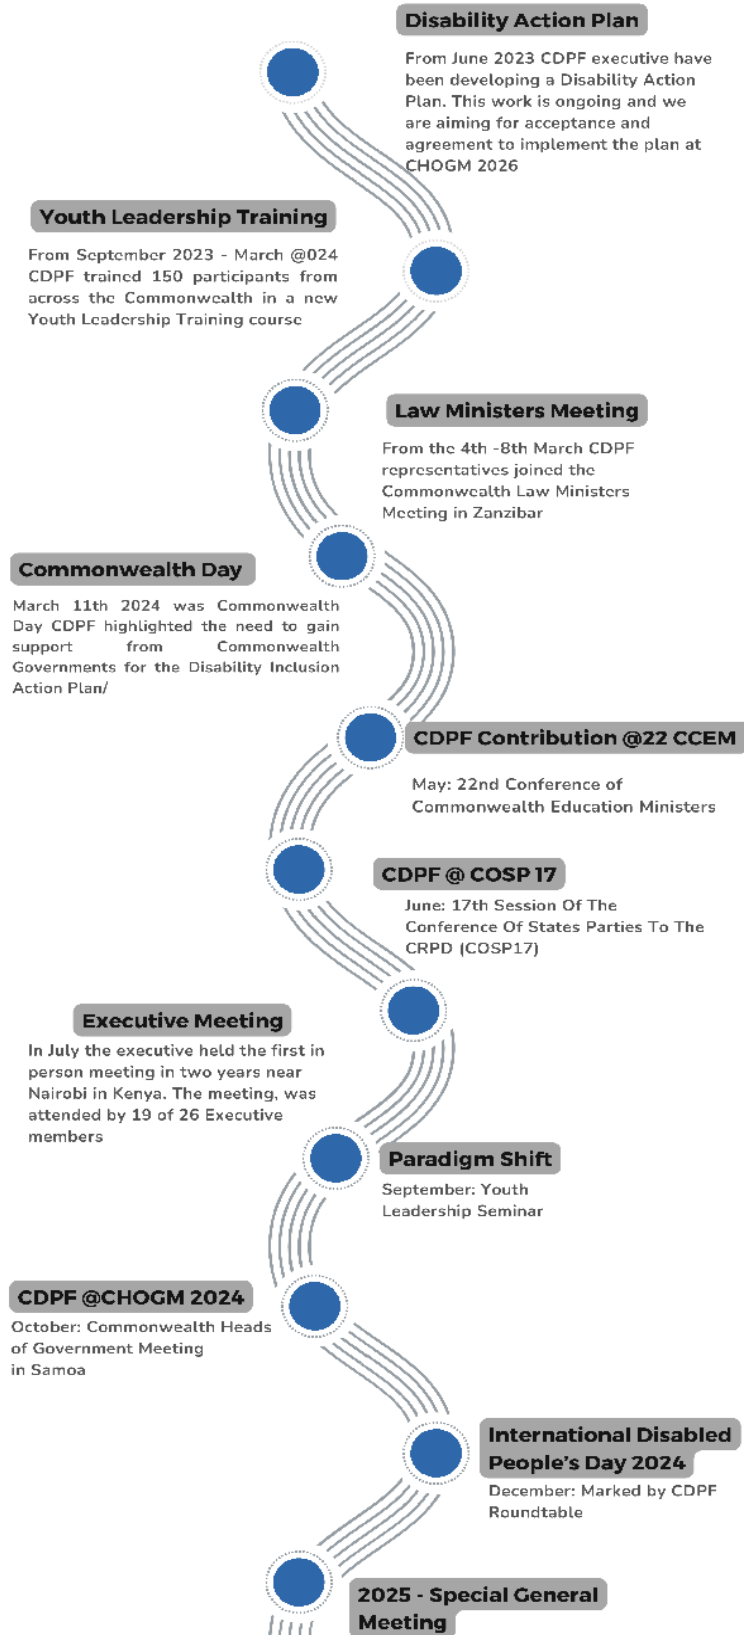 Disability Action Plan
From June 2023 CDPF executive have
been developing a Disability Action
Plan. This work is ongoing and we
are aiming for acceptance and
agreement to implement the plan at
CHOGM 2026
Youth Leadership Training
From September 2023 - March @024
CDPF trained 150 participants from
across the Commonwealth in a new
Youth Leadership Training course
Law Ministers Meeting
From the 4th -8th March CDPF
representatives joined the
Commonwealth Law Ministers
Meeting in Zanzibar
Commonwealth Day
March 11th 2024 was Commonwealth
Day CDPF highlighted the need to gain
support from Commonwealth
Governments for the Disability Inclusion
Action Plan/
CDPF Contribution @22 CCEM
May: 22nd Conference of
Commonwealth Education Ministers
CDPF @ COSP 17
June: 17th Session Of The
Conference Of States Parties To The
CRPD (COSP17)
Executive Meeting
In July the executive held the first in
person meeting in two years near
Nairobi in Kenya. The meeting, was
attended by 19 of 26 Executive
members
Paradigm Shift
September: Youth
Leadership Seminar
CDPF @CHOGM 2024
October: Commonwealth Heads
of Government Meeting
in Samoa
International Disabled
People's Day 2024
December: Marked by CDPF
Roundtable
2025 - Special General
Meeting